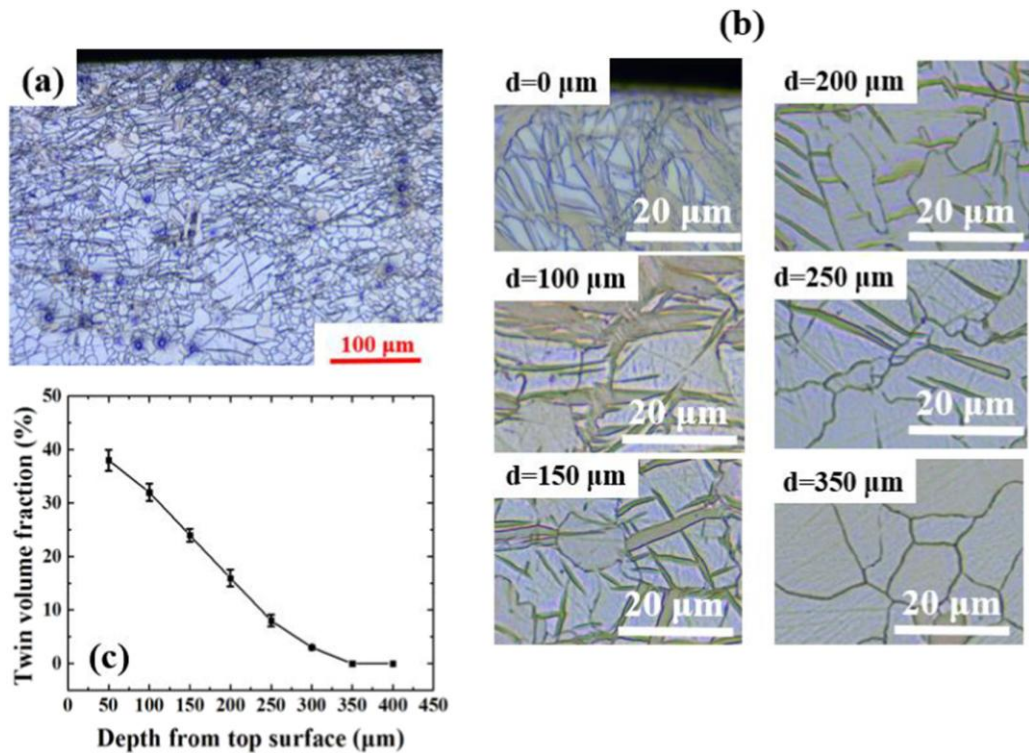 (a)
100 μm
(b)
d=0 μm
20 μm
d=200 μm
20 μm
d=100 μm
20 μm
d=250 μm
20 μm
d=150 μm
20 μm
d=350 μm
20 μm
(c)
Twin volume fraction (%)
50
40
30
20
10
0
0 50 100 150 200 250 300 350 400 450
Depth from top surface (μm)